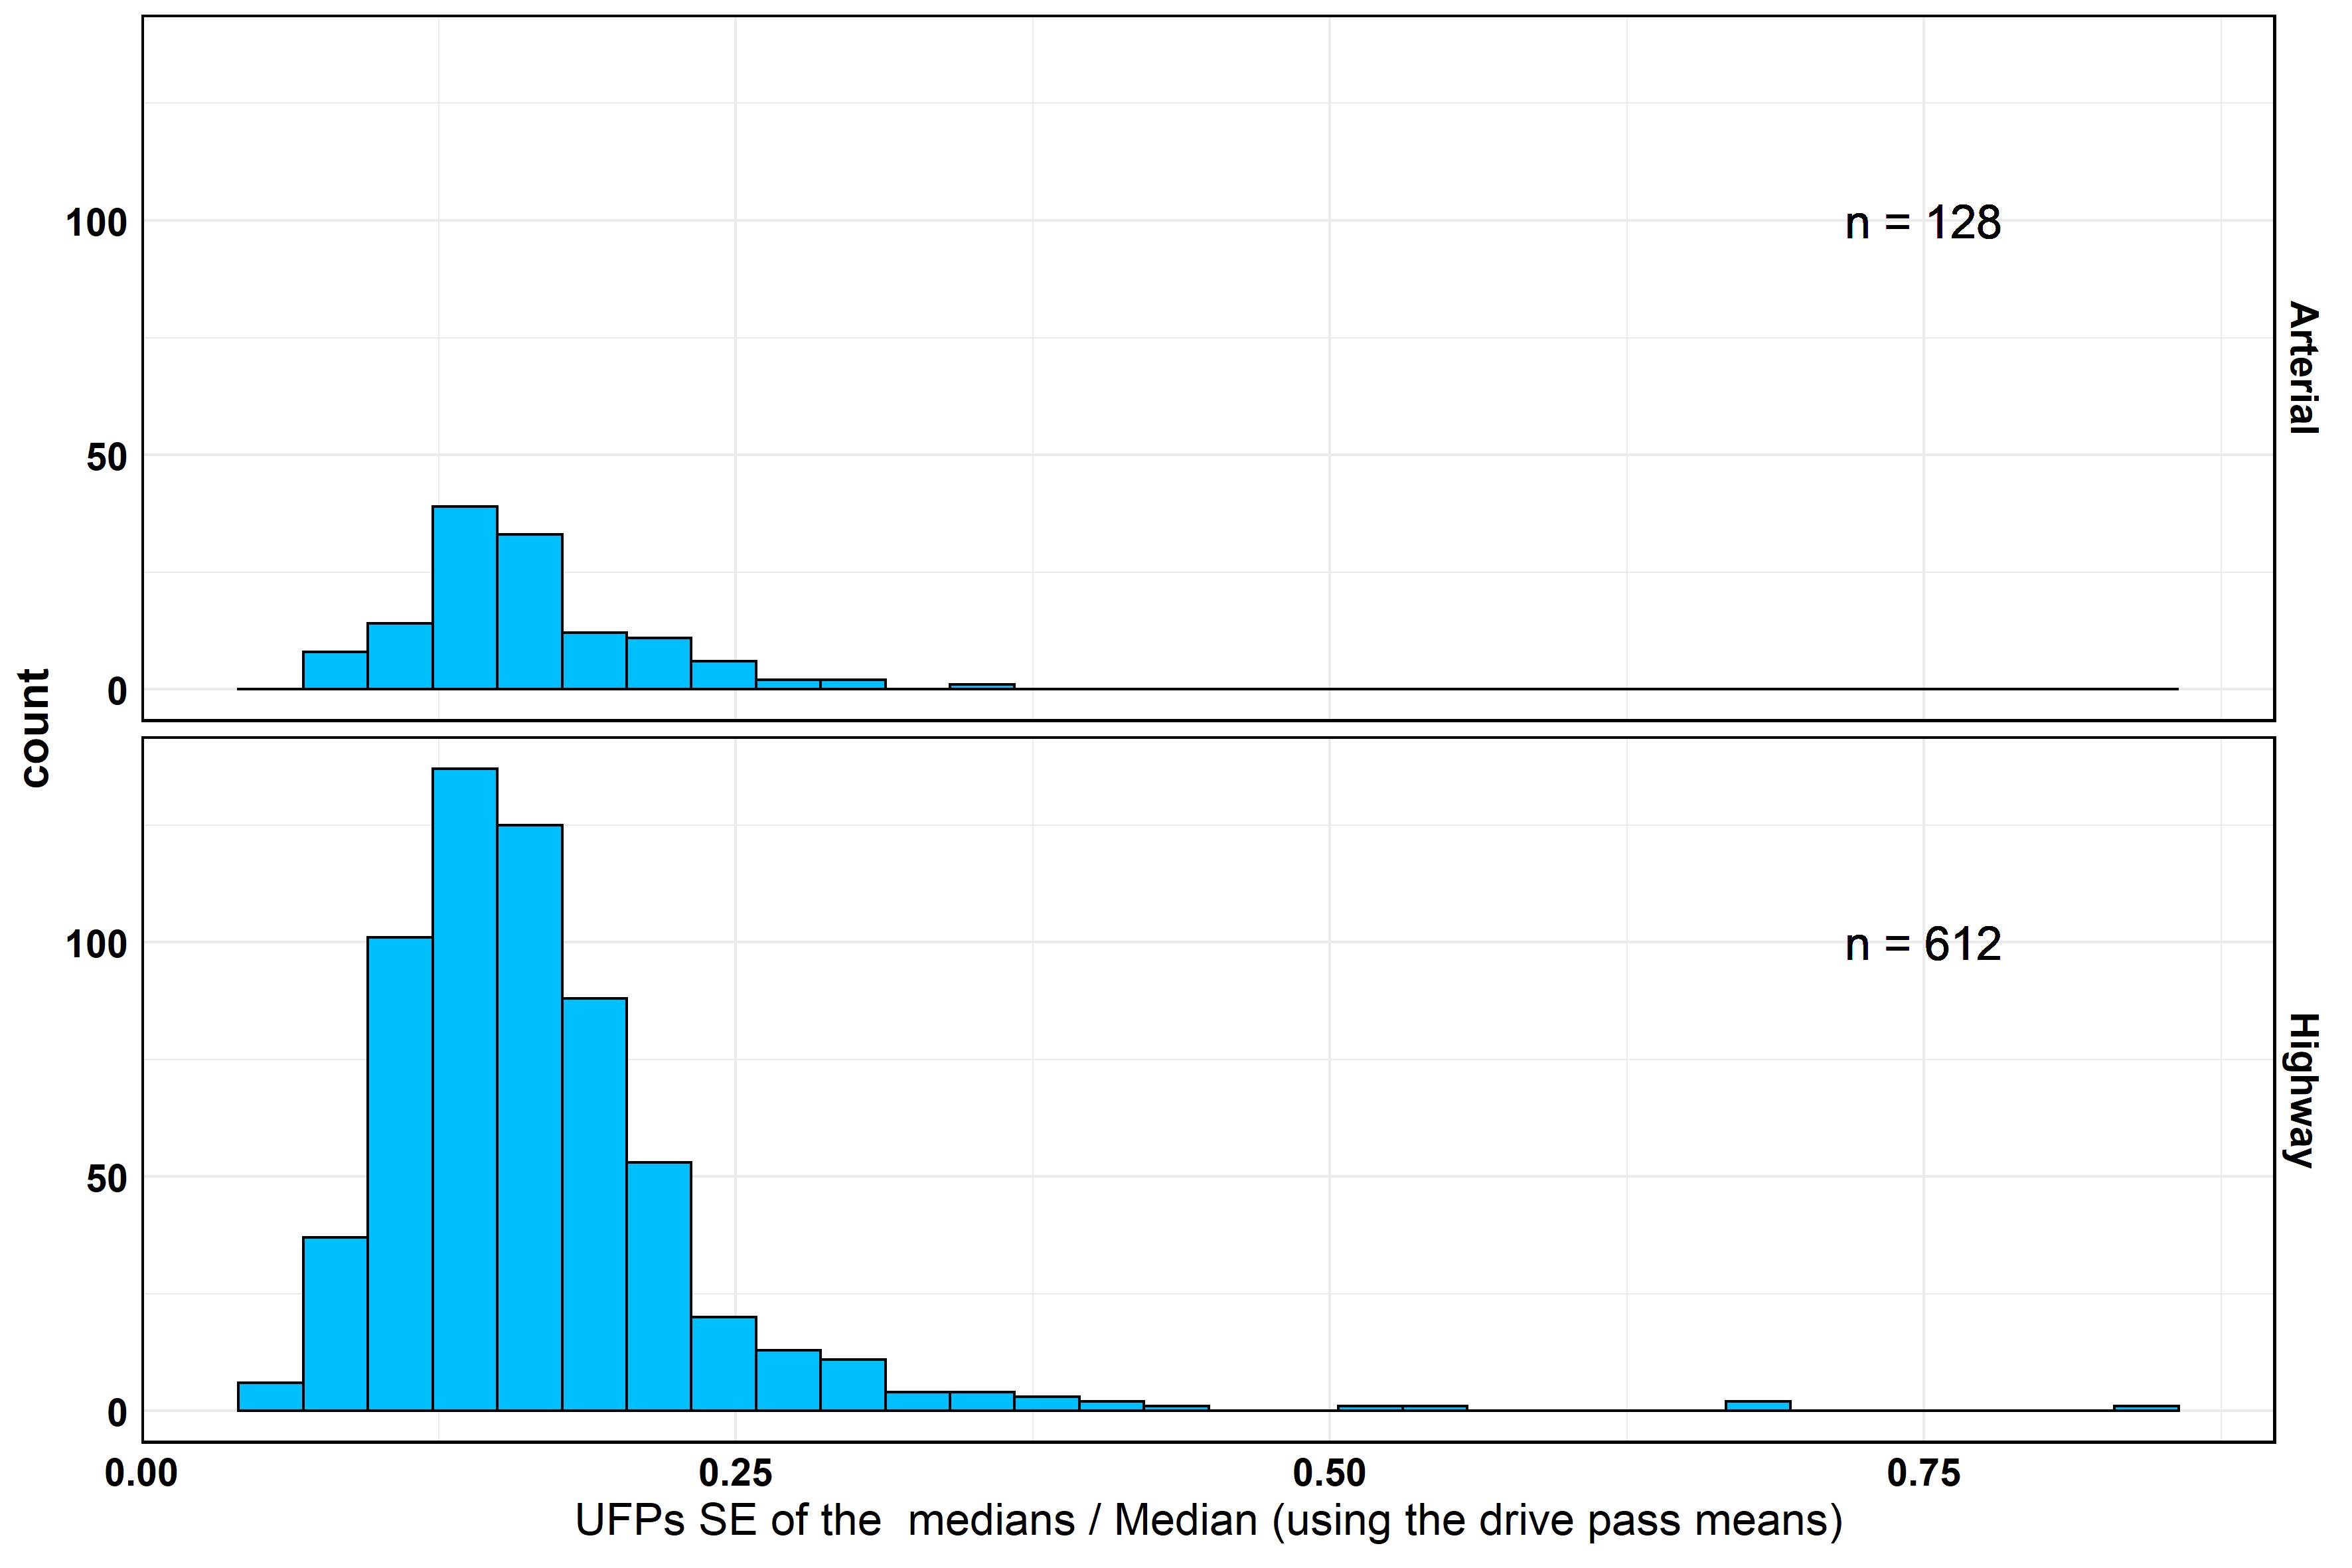 count
100
50
0
n = 128
Arterial
100
50
0
n = 612
Highway
0.00
0.25
0.50
0.75
UFPs SE of the  medians / Median (using the drive pass means)